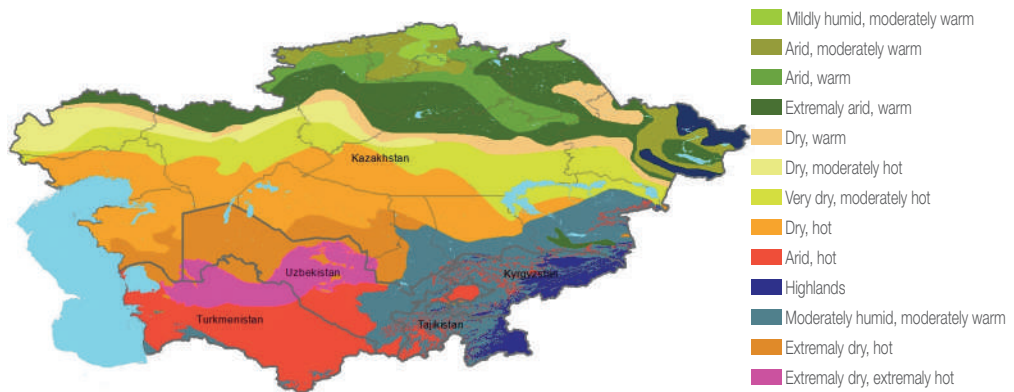 Kazakhstan
Uzbekistan
Kyrgyzstan
Turkmenistan
Tajikistan
Mildly humid, moderately warm
Arid, moderately warm
Arid, warm
Extremaly arid, warm
Dry, warm
Dry, moderately hot
Very dry, moderately hot
Dry, hot
Arid, hot
Highlands
Moderately humid, moderately warm
Extremaly dry, hot
Extremaly dry, extremaly hot